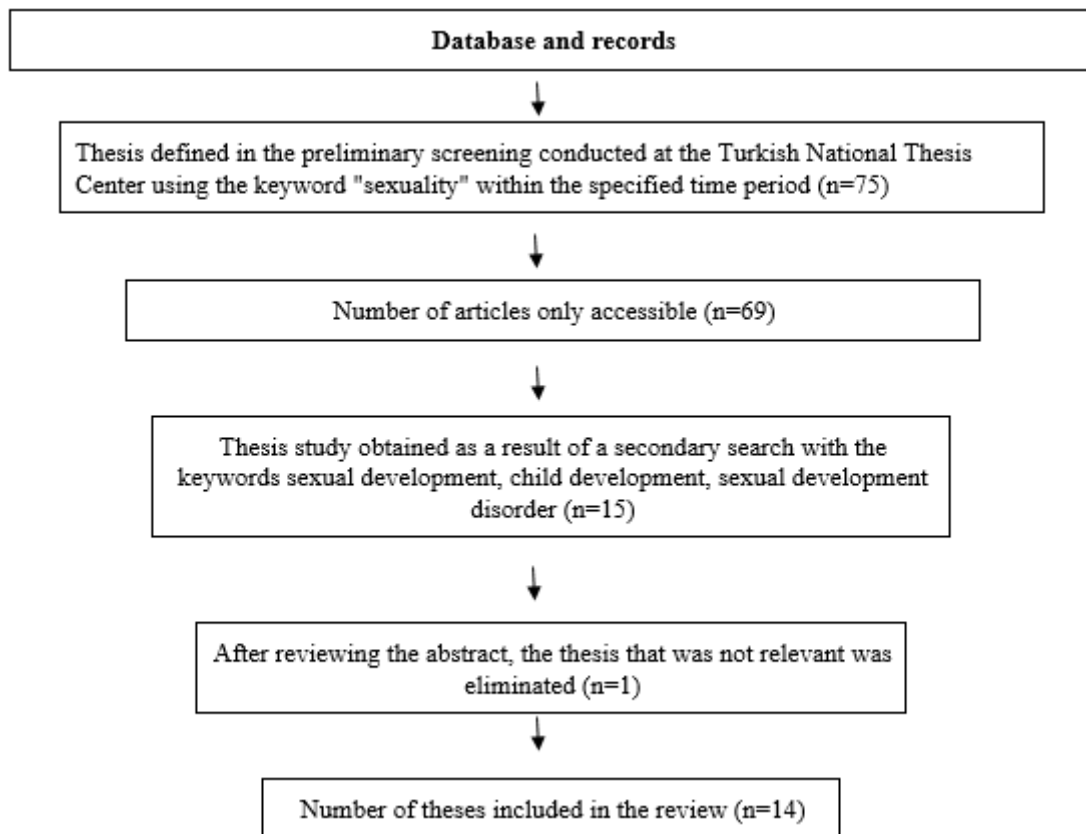 Database and records
Thesis defined in the preliminary screening conducted at the Turkish National Thesis
Center using the keyword "sexuality" within the specified time period (n=75)
Number of articles only accessible (n=69)
Thesis study obtained as a result of a secondary search with the
keywords sexual development, child development, sexual development
disorder (n=15)
After reviewing the abstract, the thesis that was not relevant was
eliminated (n=1)
Number of theses included in the review (n=14)